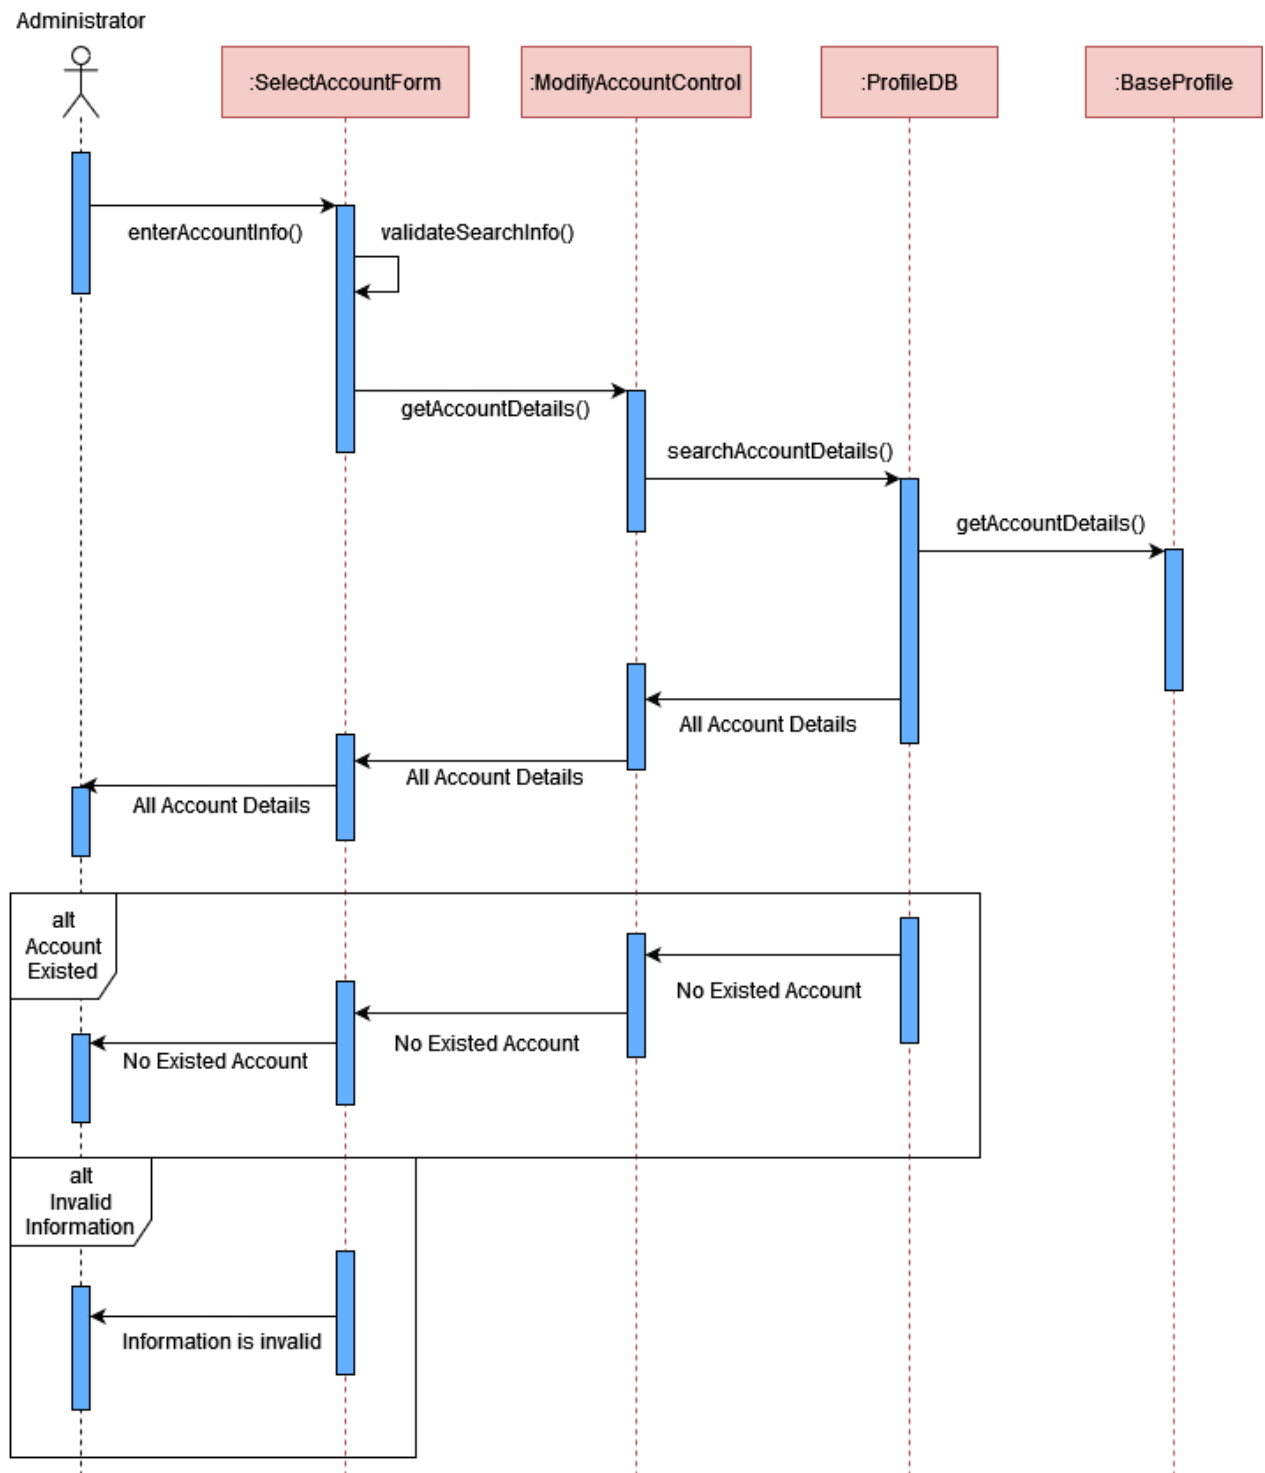 Administrator
:SelectAccountForm
:ModifyAccountControl
:ProfileDB
:BaseProfile
enterAccountInfo()
validateSearchInfo()
getAccountDetails()
searchAccountDetails()
getAccountDetails()
All Account Details
All Account Details
All Account Details
alt
Account
Existed
No Existed Account
No Existed Account
No Existed Account
alt
Invalid
Information
Information is invalid